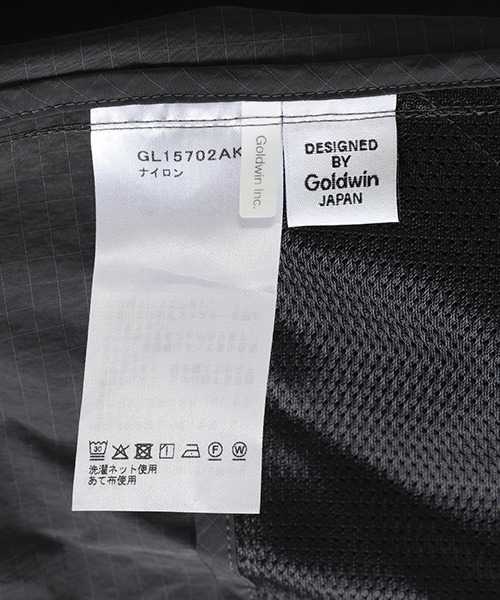 GL15702AK
ナイロン
Goldwin Inc.
DESIGNED
BY
Goldwin
JAPAN
30
洗濯ネット使用
あて布使用